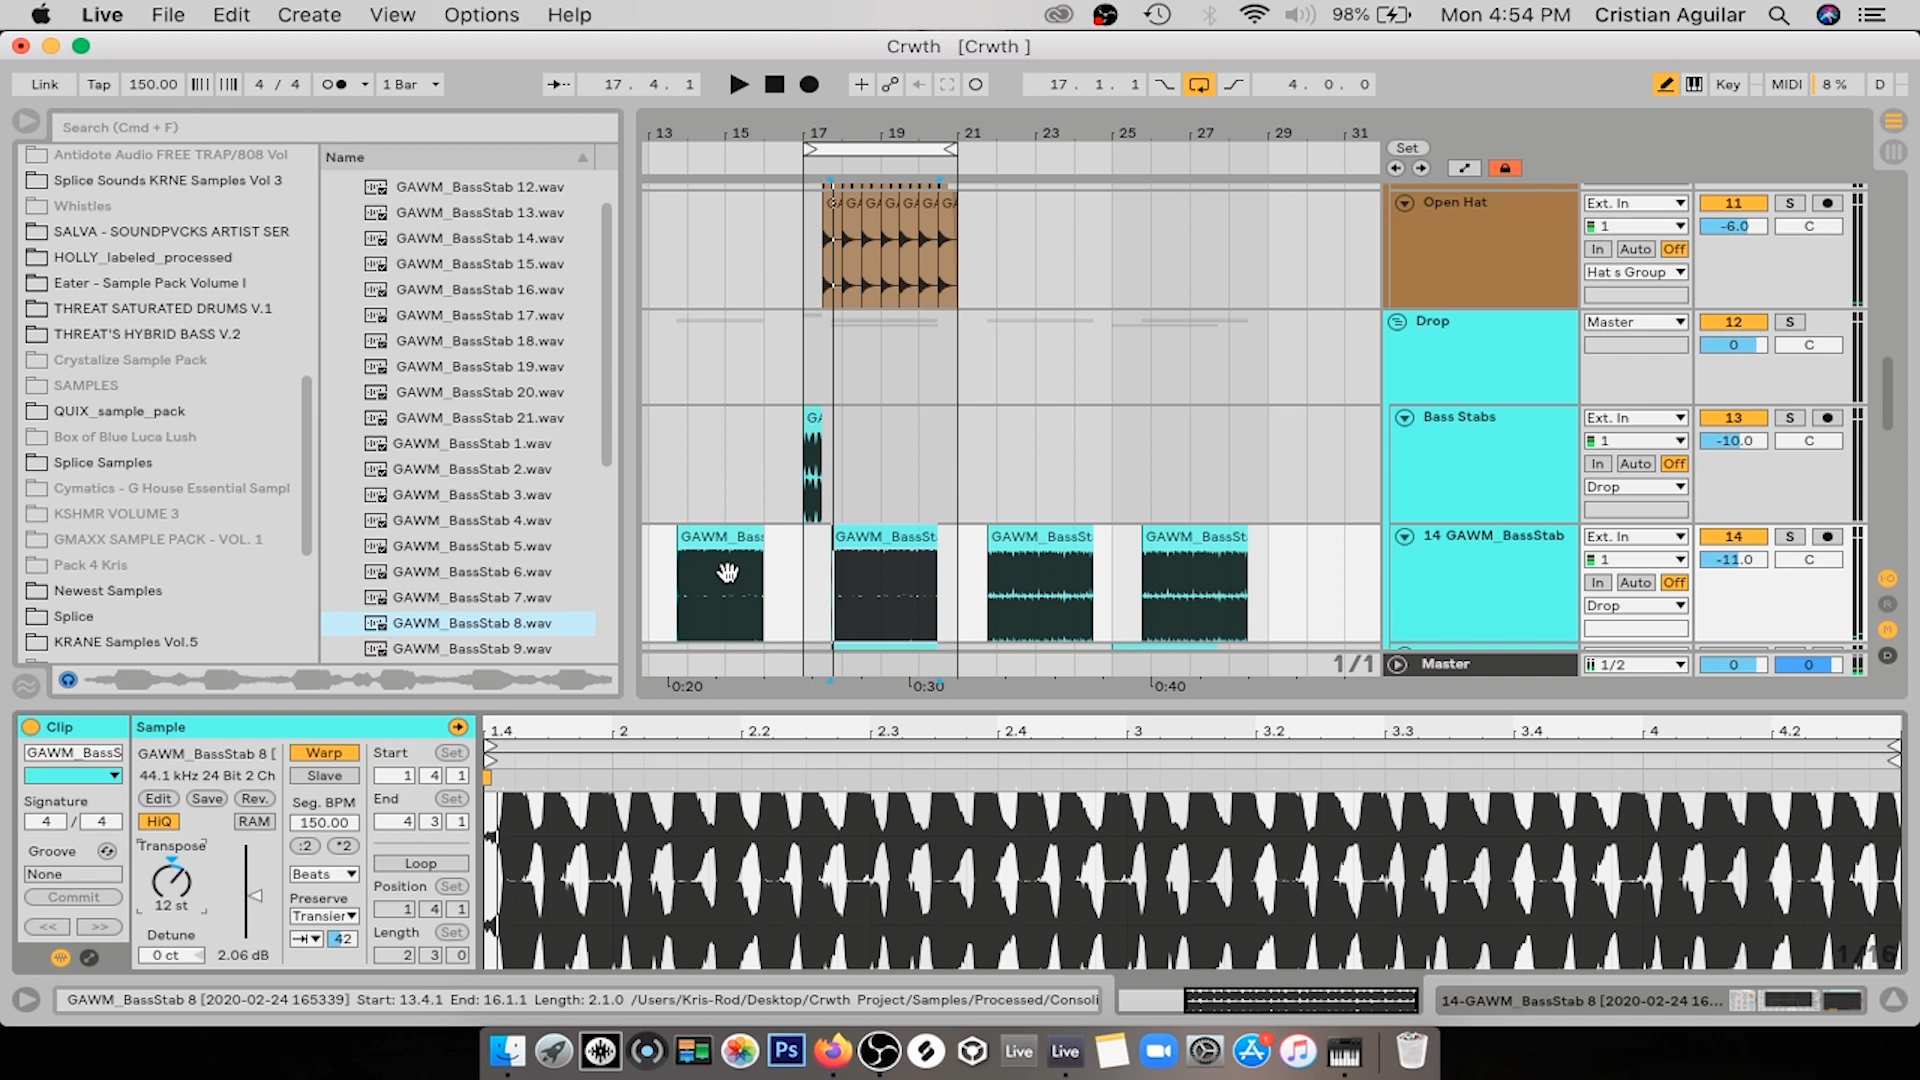 Live File Edit Create View Options Help 98% Mon 4:54 PM Cristian Aguilar
Crwth [Crwth ]
Link Tap 150.00 4 / 4 1 Bar 17. 4. 1 17. 1. 1 4. 0. 0 Key MIDI 8 % D
Search (Cmd + F)
Antidote Audio FREE TRAP/808 Vol
Splice Sounds KRNE Samples Vol 3
Whistles
SALVA - SOUNDPVCKS ARTIST SER
HOLLY_labeled_processed
Eater - Sample Pack Volume I
THREAT SATURATED DRUMS V.1
THREAT'S HYBRID BASS V.2
Crystalize Sample Pack
SAMPLES
QUIX_sample_pack
Box of Blue Luca Lush
Splice Samples
Cymatics - G House Essential Sampl
KSHMR VOLUME 3
GMAXX SAMPLE PACK - VOL. 1
Pack 4 Kris
Newest Samples
Splice
KRANE Samples Vol.5
Name
GAWM_BassStab 12.wav
GAWM_BassStab 13.wav
GAWM_BassStab 14.wav
GAWM_BassStab 15.wav
GAWM_BassStab 16.wav
GAWM_BassStab 17.wav
GAWM_BassStab 18.wav
GAWM_BassStab 19.wav
GAWM_BassStab 20.wav
GAWM_BassStab 21.wav
GAWM_BassStab 1.wav
GAWM_BassStab 2.wav
GAWM_BassStab 3.wav
GAWM_BassStab 4.wav
GAWM_BassStab 5.wav
GAWM_BassStab 6.wav
GAWM_BassStab 7.wav
GAWM_BassStab 8.wav
GAWM_BassStab 9.wav
13 15 17 19 21 23 25 27 29 31
Set
GA GA GA GA GA GA
GA
GAWM_Bas GAWM_BassSt GAWM_BassSt GAWM_BassSt
1/1
0:20 0:30 0:40
Open Hat Ext. In 11 S
1 -6.0 C
In Auto Off
Hat s Group
Drop Master 12 S
0 C
Bass Stabs Ext. In 13 S
1 -10.0 C
In Auto Off
Drop
14 GAWM_BassStab Ext. In 14 S
1 -11.0 C
In Auto Off
Drop
Master 1/2 0 0
I-O
R
M
D
Clip
GAWM_BassS
Signature
4 / 4
Groove
None
Commit
<< >>
Sample
GAWM_BassStab 8 [
44.1 kHz 24 Bit 2 Ch
Edit Save Rev.
HiQ RAM
Transpose
12 st
Detune
0 ct 2.06 dB
Warp
Slave
Seg. BPM
150.00
:2 *2
Beats
Preserve
Transier
42
Start Set
1 4 1
End Set
4 3 1
Loop
Position Set
1 4 1
Length Set
2 3 0
1.4 2 2.2 2.3 2.4 3 3.2 3.3 3.4 4 4.2
1/16
GAWM_BassStab 8 [2020-02-24 165339] Start: 13.4.1 End: 16.1.1 Length: 2.1.0 /Users/Kris-Rod/Desktop/Crwth Project/Samples/Processed/Consoli
14-GAWM_BassStab 8 [2020-02-24 16...
Ps Live Live